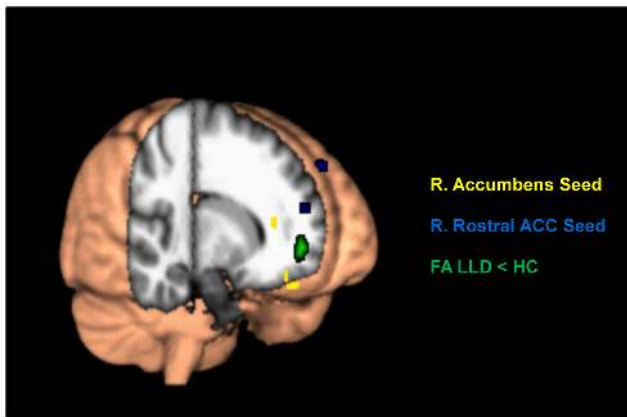 R. Accumbens Seed
R. Rostral ACC Seed
FA LLD < HC